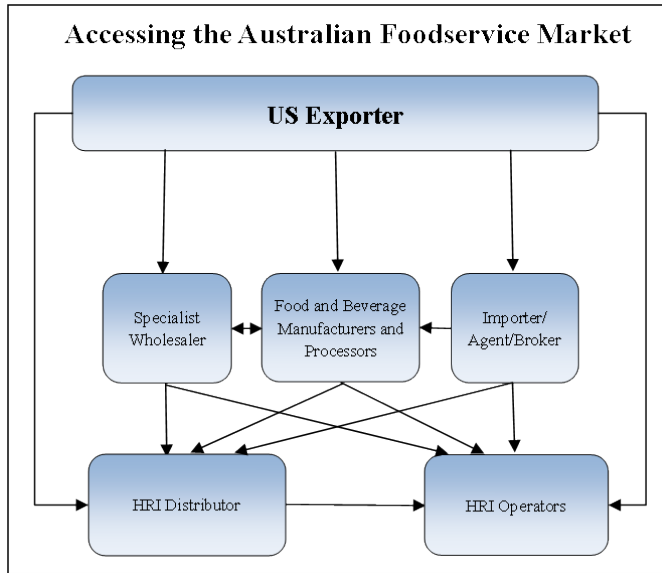 Accessing the Australian Foodservice Market
US Exporter
Specialist
Wholesaler
Food and Beverage
Manufacturers and
Processors
Importer/
Agent/Broker
HRI Distributor
HRI Operators